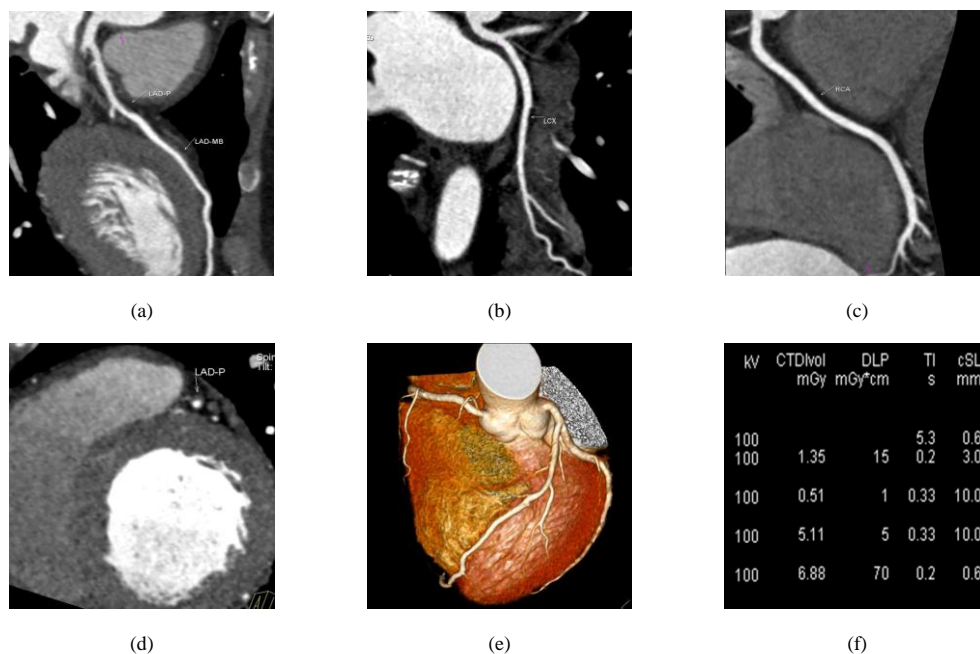 LAD-P
LAD-MB
LCX
RCA
(a)
(b)
(c)
LAD-P
Spin
Tilt:
(d)
(e)
kV CTDIvol DLP TI cSL
mGy mGy*cm s mm
100 5.3 0.6
100 1.35 15 0.2 3.0
100 0.51 1 0.33 10.0
100 5.11 5 0.33 10.0
100 6.88 70 0.2 0.6
(f)